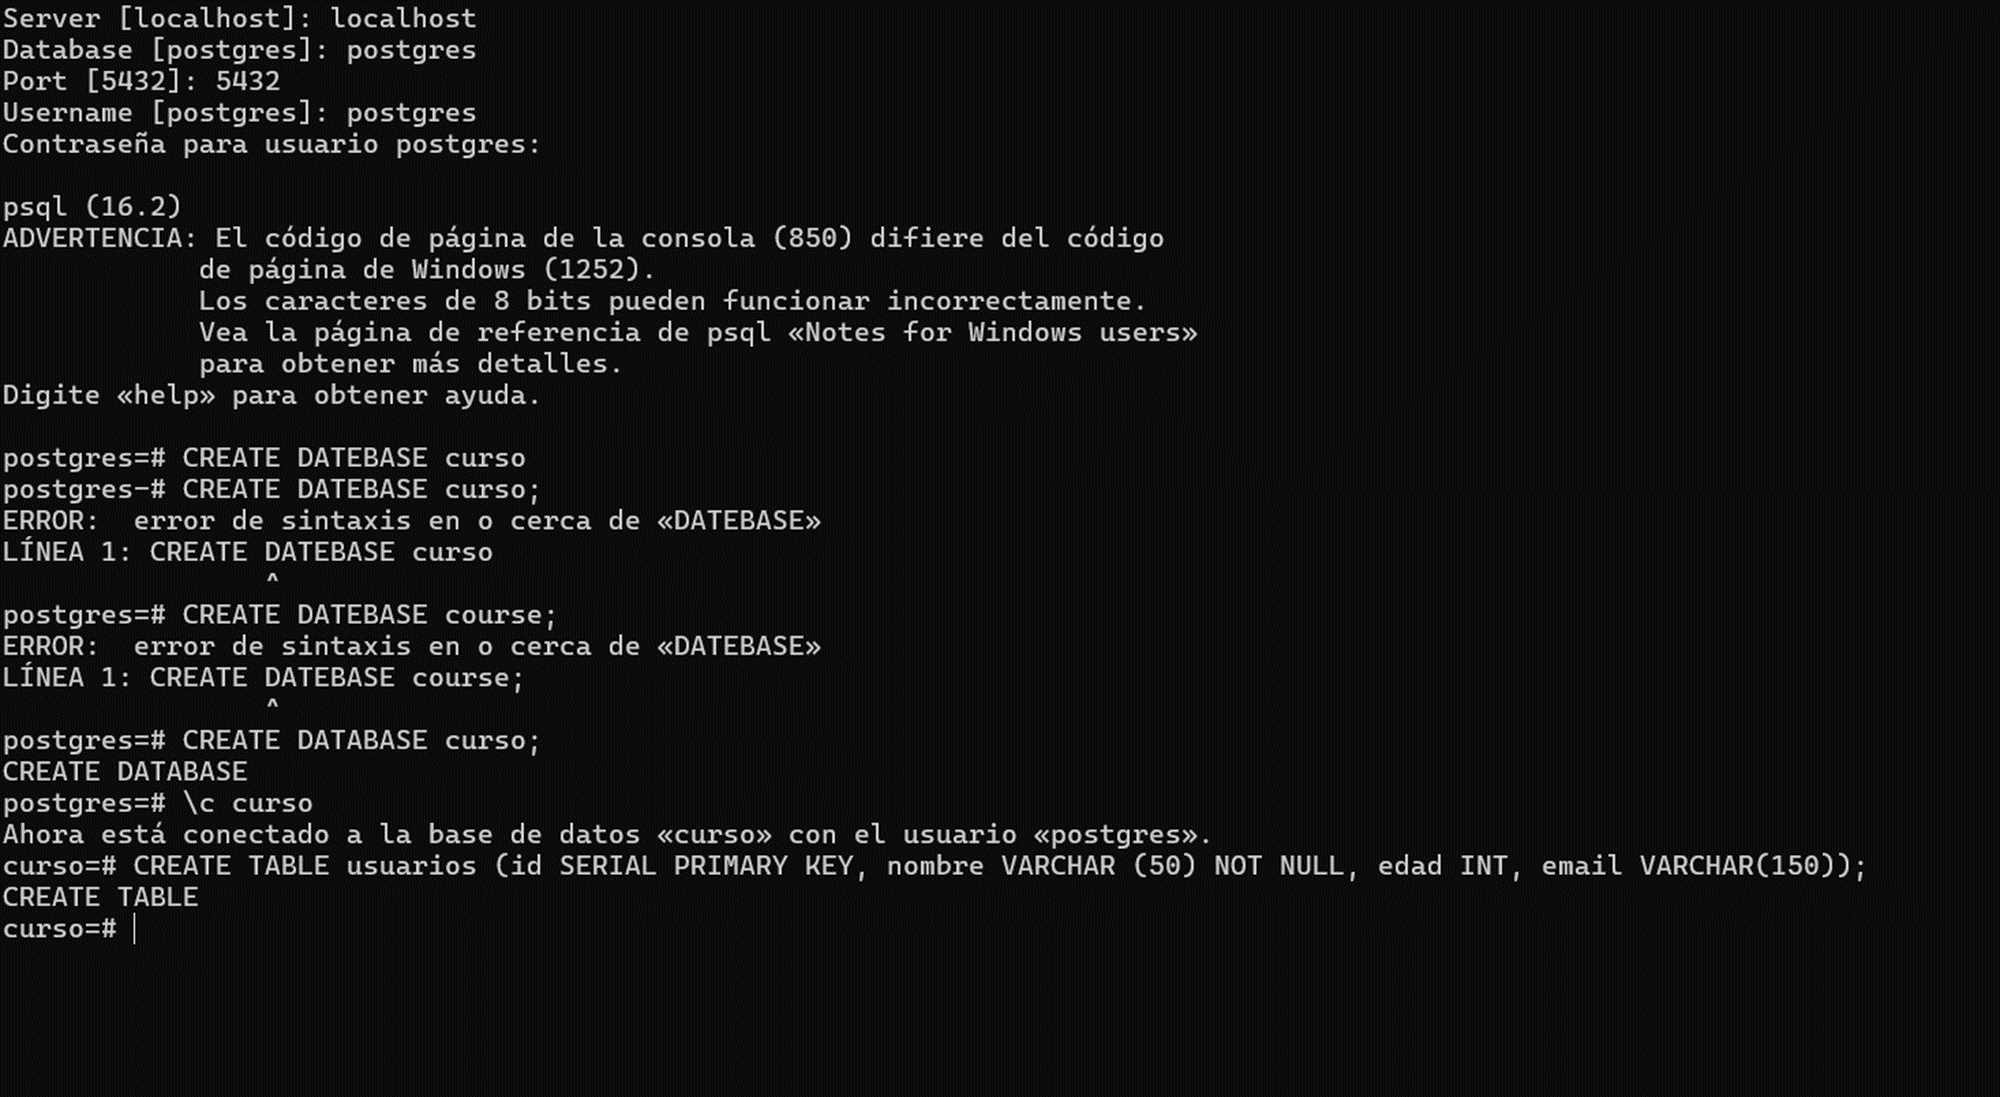 Server [localhost]: localhost
Database [postgres]: postgres
Port [5432]: 5432
Username [postgres]: postgres
Contraseña para usuario postgres:
psql (16.2)
ADVERTENCIA: El código de página de la consola (850) difiere del código
            de página de Windows (1252).
            Los caracteres de 8 bits pueden funcionar incorrectamente.
            Vea la página de referencia de psql «Notes for Windows users»
            para obtener más detalles.
Digite «help» para obtener ayuda.
postgres=# CREATE DATEBASE curso
postgres-# CREATE DATEBASE curso;
ERROR:  error de sintaxis en o cerca de «DATEBASE»
LÍNEA 1: CREATE DATEBASE curso
                ^
postgres=# CREATE DATEBASE course;
ERROR:  error de sintaxis en o cerca de «DATEBASE»
LÍNEA 1: CREATE DATEBASE course;
                ^
postgres=# CREATE DATABASE curso;
CREATE DATABASE
postgres=# \c curso
Ahora está conectado a la base de datos «curso» con el usuario «postgres».
curso=# CREATE TABLE usuarios (id SERIAL PRIMARY KEY, nombre VARCHAR (50) NOT NULL, edad INT, email VARCHAR(150));
CREATE TABLE
curso=#